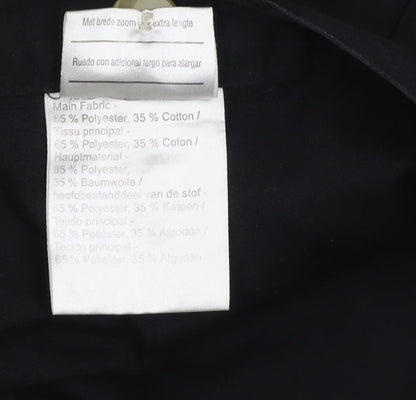 Met brede zoom extra lengte
Ruedo con adicional largo para alargar
Main Fabric -
65 % Polyester, 35 % Cotton /
Tissu principal -
65 % Polyester, 35 % Coton /
Hauptmaterial -
65 % Polyester,
35 % Baumwolle /
hoofdbestanddeel van de stof -
65 % Polyester, 35 % Katoen /
Tejido principal -
65 % Poliéster, 35 % Algodón /
Tecido principal -
65 % Poliester, 35 % Algodão